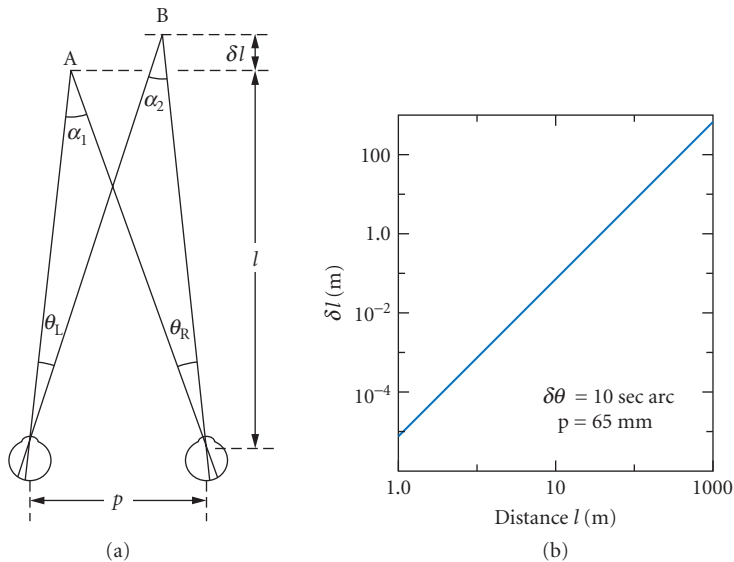 B
A
δl
α₁
α₂
l
θL
θR
p
(a)
100
1.0
10⁻²
10⁻⁴
δl (m)
δθ = 10 sec arc
p = 65 mm
1.0
10
1000
Distance l (m)
(b)